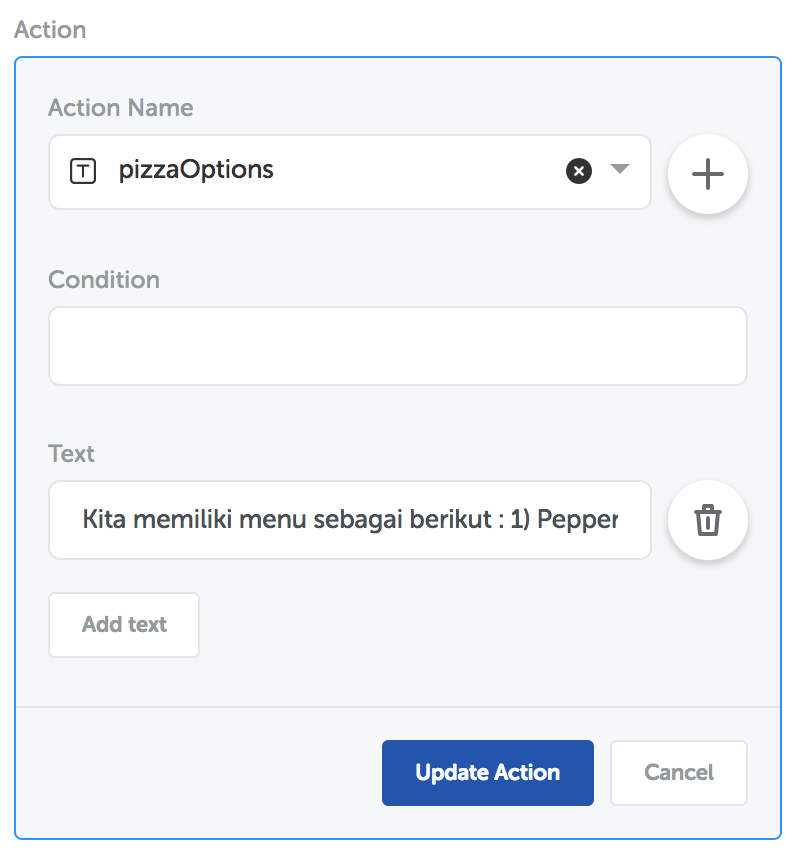 Action
Action Name
T pizzaOptions
Condition
Text
Kita memiliki menu sebagai berikut : 1) Pepper
Add text
Update Action Cancel